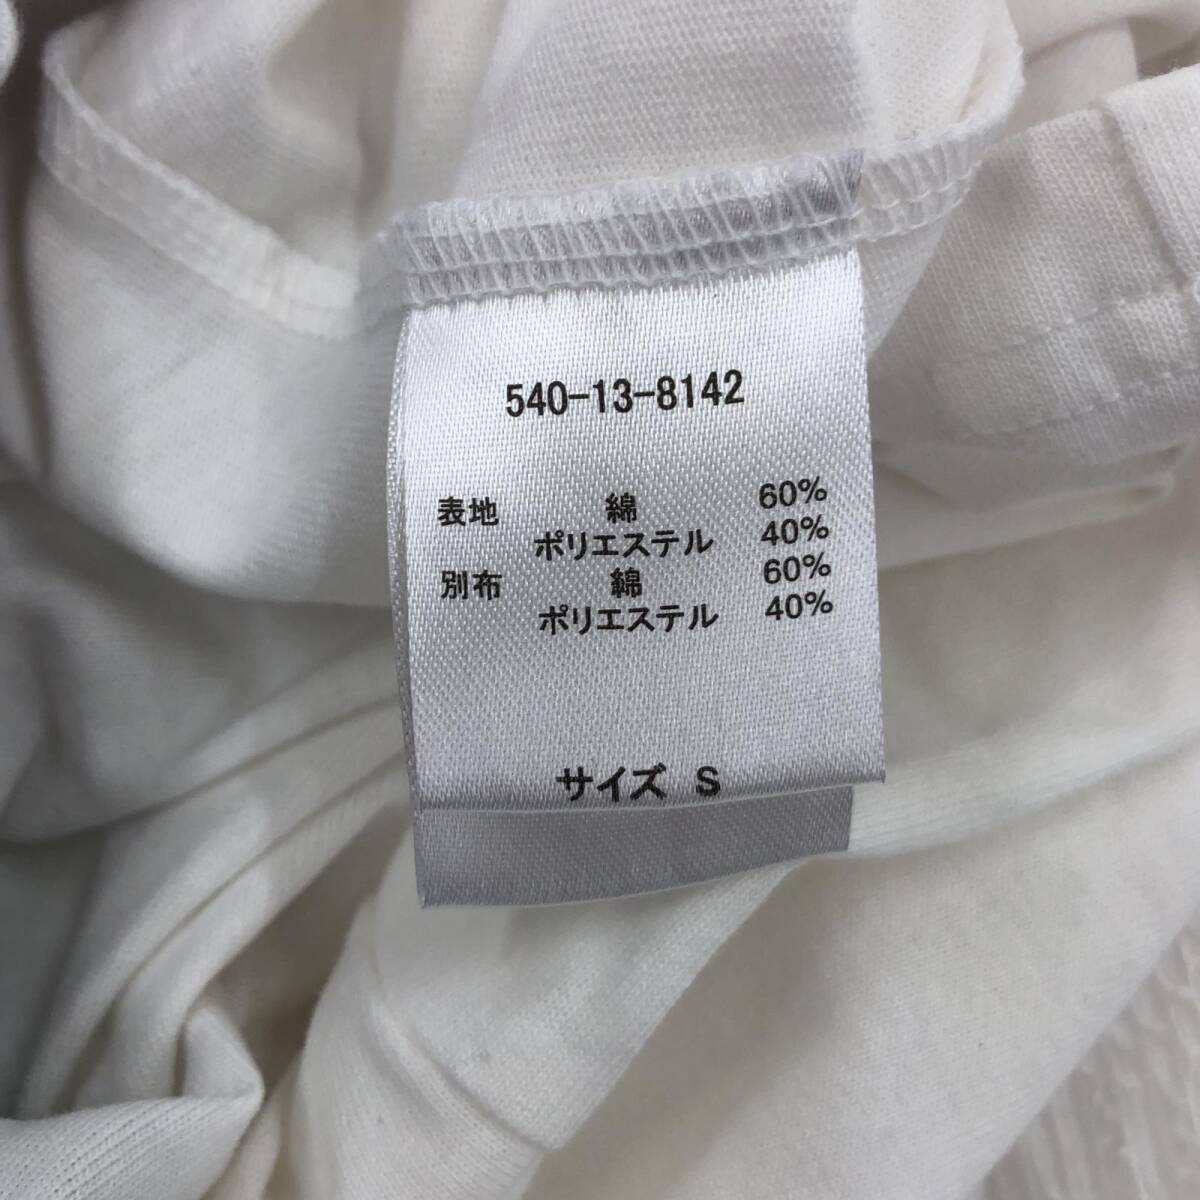 540-13-8142
表地 綿 60%
ポリエステル 40%
別布 綿 60%
ポリエステル 40%
サイズ S